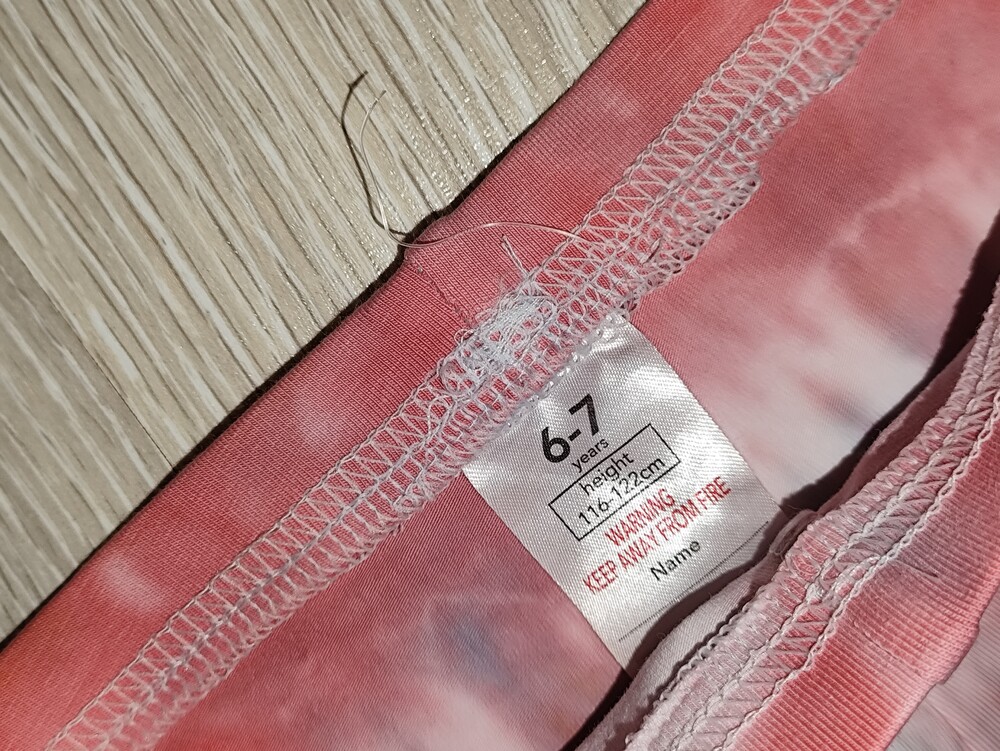 6-7
years
height
116-122cm
WARNING
KEEP AWAY FROM FIRE
Name